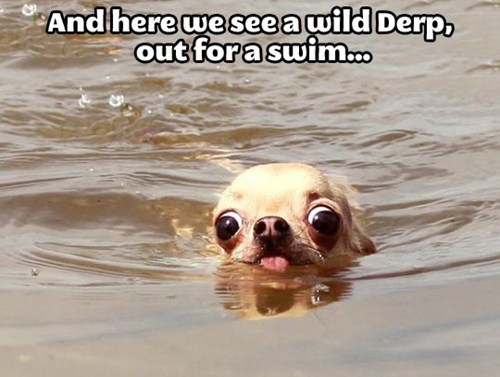 And here we see a wild Derp,
out for a swim...